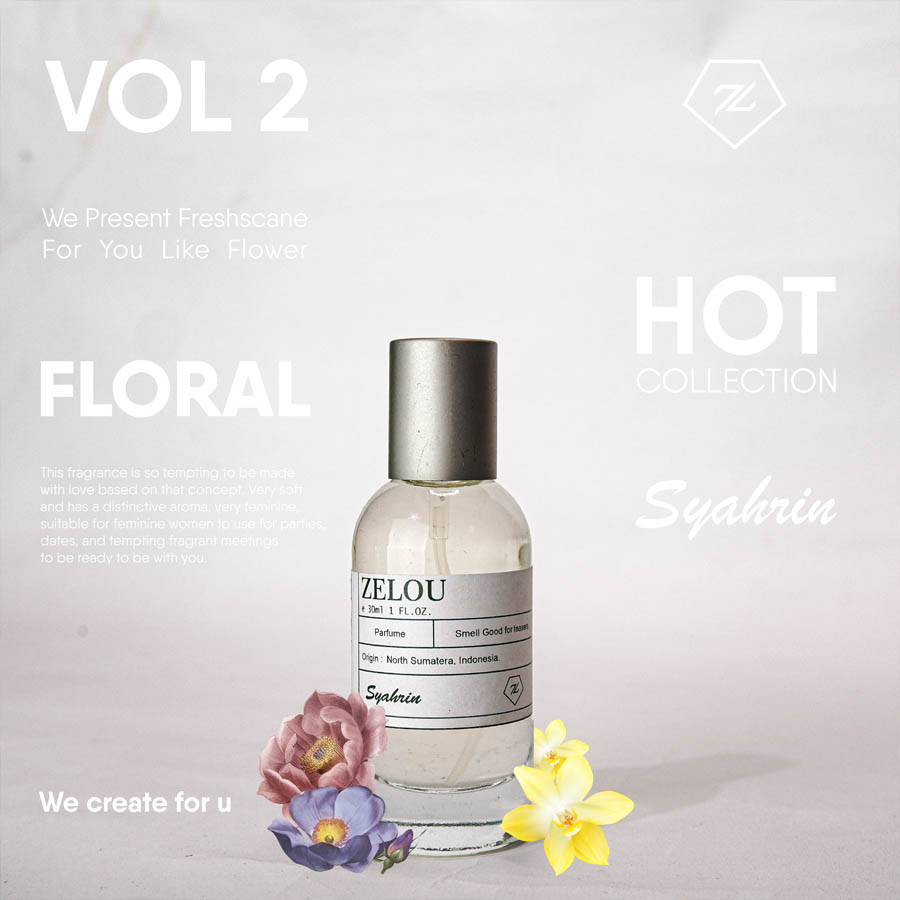 VOL 2
We Present Freshscane
For You Like Flower
FLORAL
This fragrance is so tempting to be made
with love based on that concept. Very soft
and has a distinctive aroma, very feminine,
suitable for feminine women to use for parties,
dates, and tempting fragrant meetings
to be ready to be with you.
We create for u
HOT
COLLECTION
Syahrin
ZELOU
e 30ml 1 FL.OZ.
Parfume
Smell Good for teasers
Origin : North Sumatera, Indonesia.
Syahrin